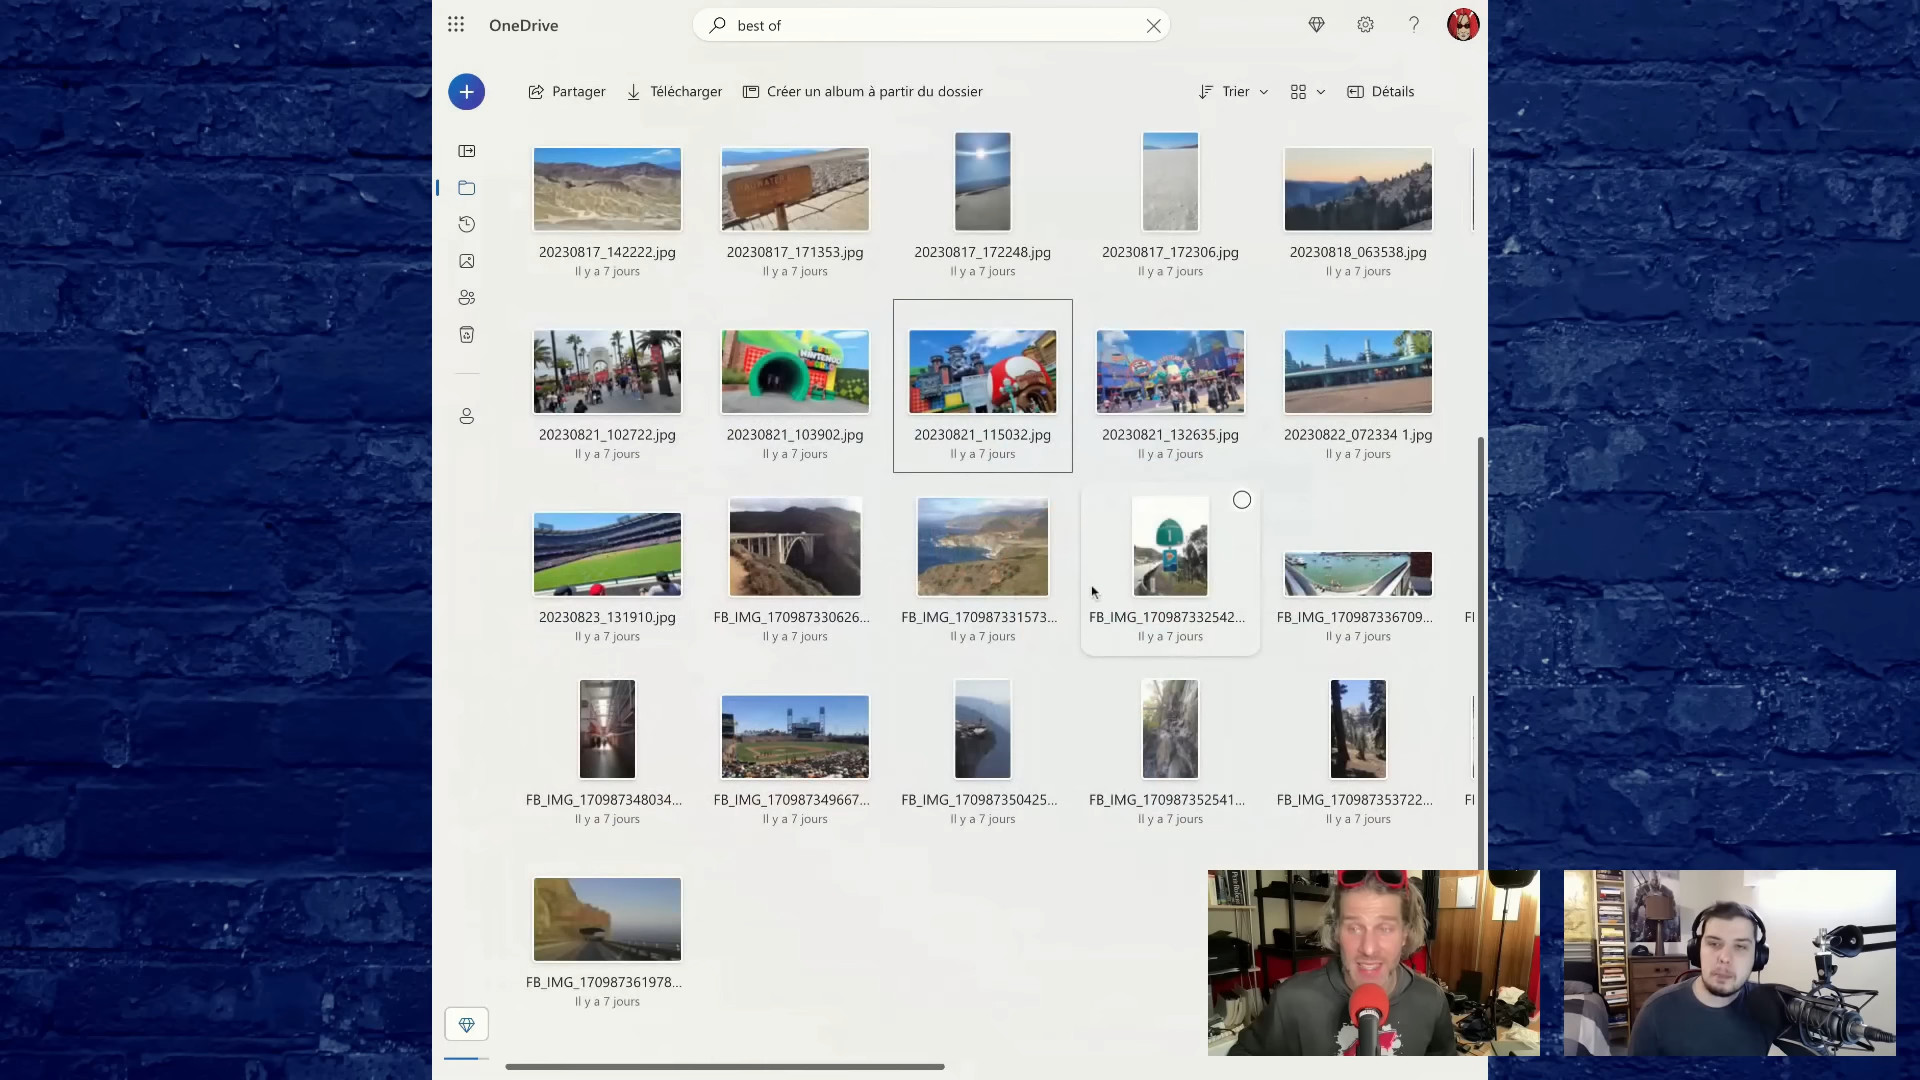 OneDrive
best of
Partager
Télécharger
Créer un album à partir du dossier
Trier
Détails
20230817_142222.jpg
20230817_171353.jpg
20230817_172248.jpg
20230817_172306.jpg
20230818_063538.jpg
Il y a 7 jours
Il y a 7 jours
Il y a 7 jours
Il y a 7 jours
Il y a 7 jours
NINTENDO
20230821_102722.jpg
20230821_103902.jpg
20230821_115032.jpg
20230821_132635.jpg
20230822_072334 1.jpg
Il y a 7 jours
Il y a 7 jours
Il y a 7 jours
Il y a 7 jours
Il y a 7 jours
1
20230823_131910.jpg
FB_IMG_170987330626...
FB_IMG_170987331573...
FB_IMG_170987332542...
FB_IMG_170987336709...
Il y a 7 jours
Il y a 7 jours
Il y a 7 jours
Il y a 7 jours
Il y a 7 jours
FB_IMG_170987348034...
FB_IMG_170987349667...
FB_IMG_170987350425...
FB_IMG_170987352541...
FB_IMG_170987353722...
Il y a 7 jours
Il y a 7 jours
Il y a 7 jours
Il y a 7 jours
Il y a 7 jours
FB_IMG_170987361978...
Il y a 7 jours